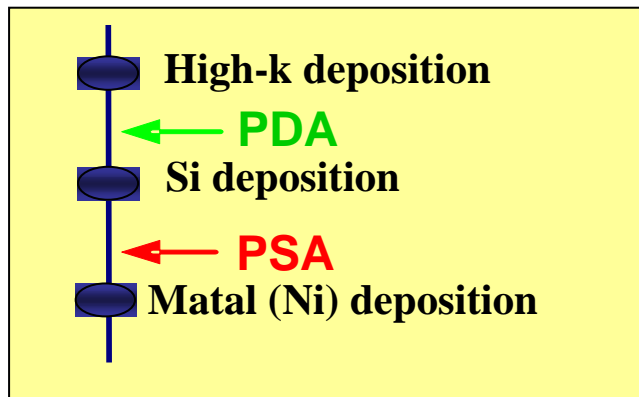 High-k deposition
PDA
Si deposition
PSA
Matal (Ni) deposition